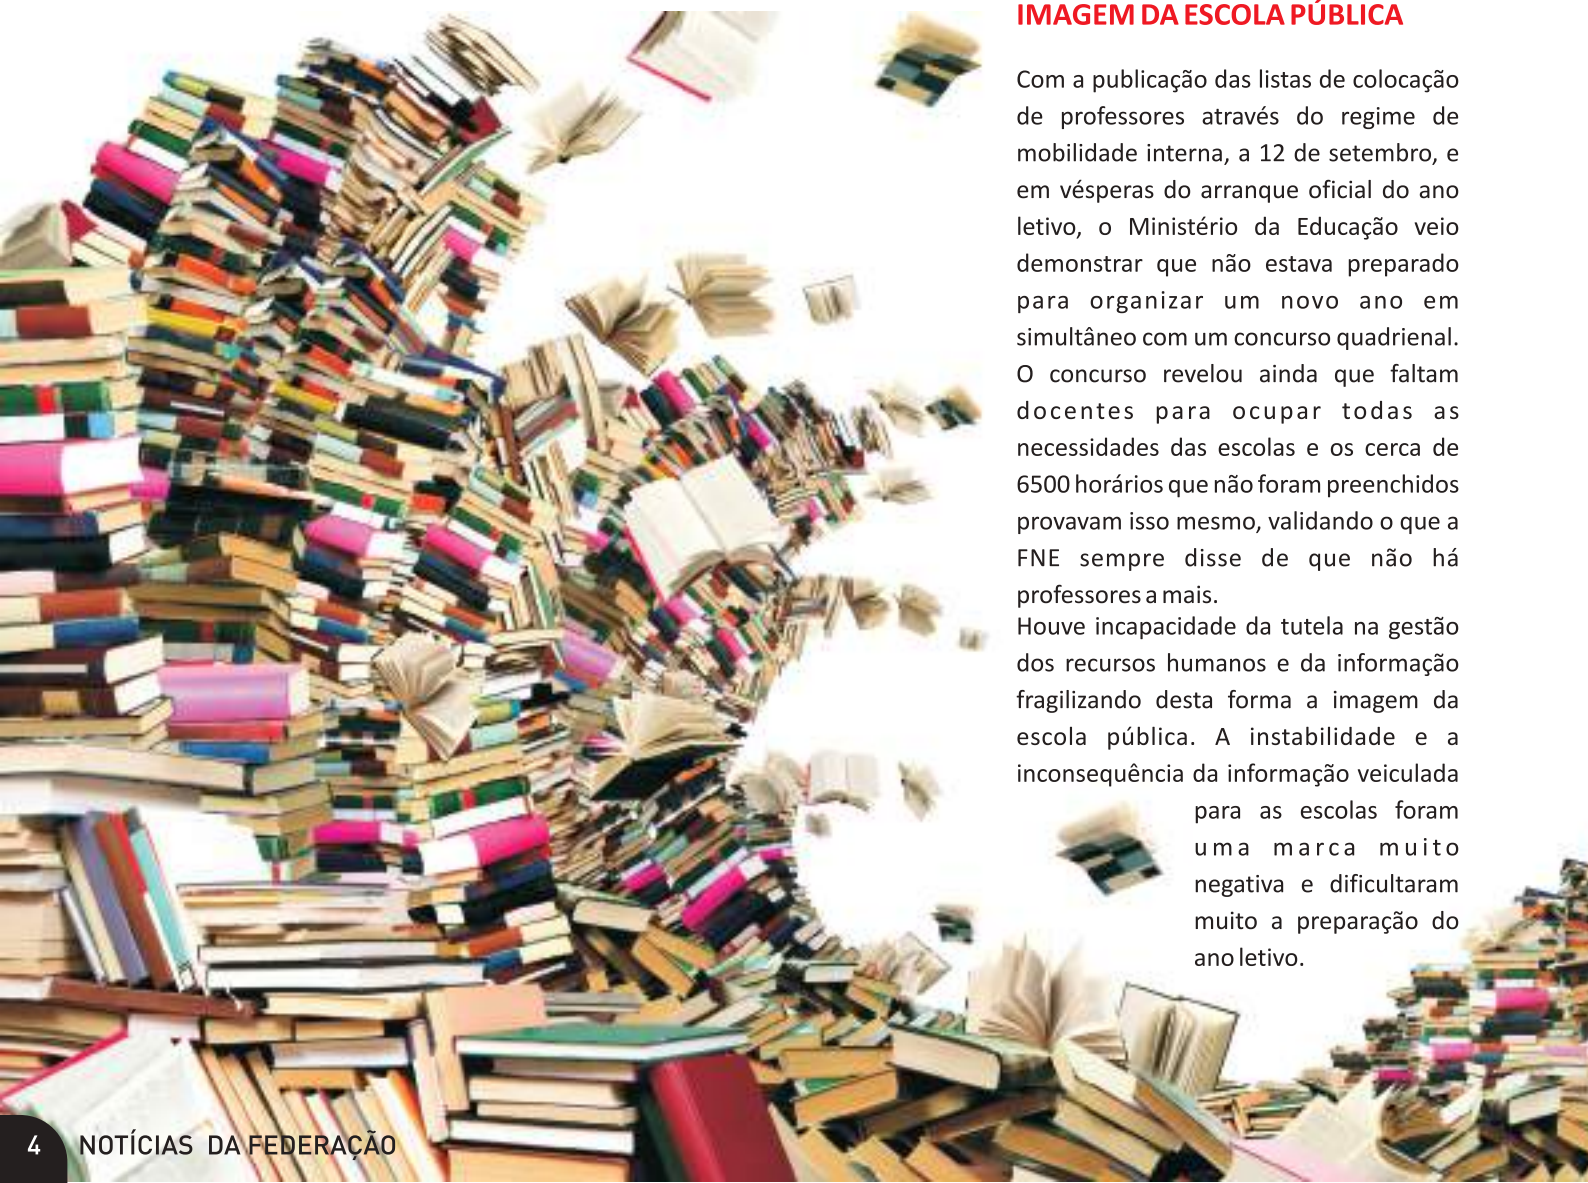 IMAGEM DA ESCOLA PÚBLICA
Com a publicação das listas de colocação
de professores através do regime de
mobilidade interna, a 12 de setembro, e
em vésperas do arranque oficial do ano
letivo, o Ministério da Educação veio
demonstrar que não estava preparado
para organizar um novo ano em
simultâneo com um concurso quadrienal.
O concurso revelou ainda que faltam
docentes para ocupar todas as
necessidades das escolas e os cerca de
6500 horários que não foram preenchidos
provavam isso mesmo, validando o que a
FNE sempre disse de que não há
professores a mais.
Houve incapacidade da tutela na gestão
dos recursos humanos e da informação
fragilizando desta forma a imagem da
escola pública. A instabilidade e a
inconsequência da informação veiculada
para as escolas foram
uma marca muito
negativa e dificultaram
muito a preparação do
ano letivo.
4 NOTÍCIAS DA FEDERAÇÃO